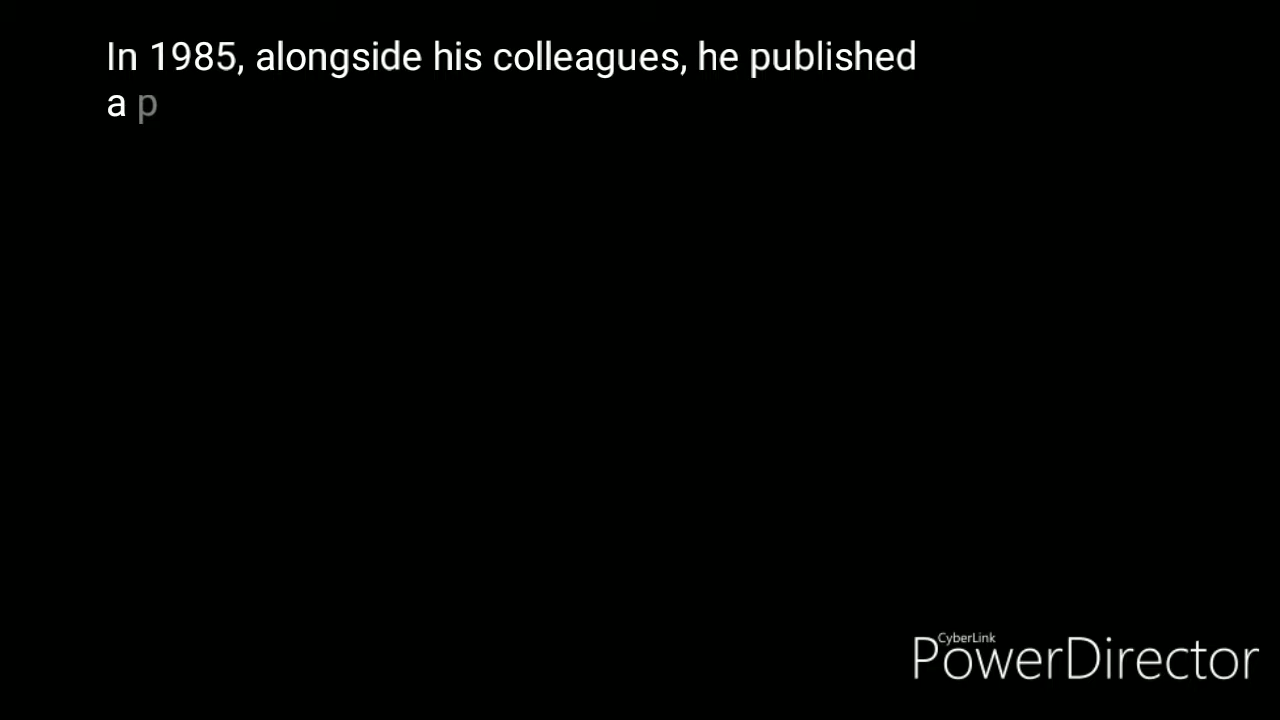 In 1985, alongside his colleagues, he published
a p
CyberLink
PowerDirector